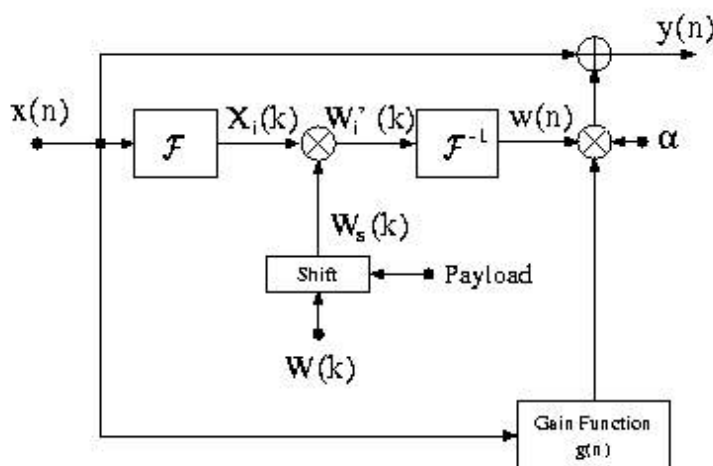 y(n)
x(n)
ℱ
X_i(k)
W_i' (k)
ℱ^-1
w(n)
α
W_s(k)
Shift
Payload
W(k)
Gain Function
g(n)